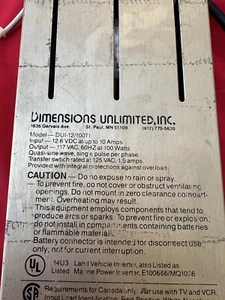 DIMENSIONS UNLIMITED, INC.
1636 Gervais Ave. St. Paul, MN 55109 (612) 770-5630
Model — DUI-12/100TI
Input — 12.6 VDC at up to 10 Amps
Output — 117 VAC, 60HZ at 100 Watts
Quasi-sine wave, single pulse per phase.
Transfer switch rated at 125 VAC, 1.5 amps.
Provided with integral protections against overload.
CAUTION — Do not expose to rain or spray.
To prevent fire, do not cover or obstruct ventilating
openings. Do not mount in zero clearance compart-
ment. Overheating may result.
This equipment employs components that tend to
produce arcs or sparks. To prevent fire or explosion,
do not install in compartments containing batteries
or flammable materials.
Battery connector is intended for disconnect use
only; not for current interruption.
UL 14U3 Land Vehicle Inverter, also Listed as
Listed Marine Power Inverter, E100666/MQ1006
Requirements for Canada only. For use with TV and VCR.